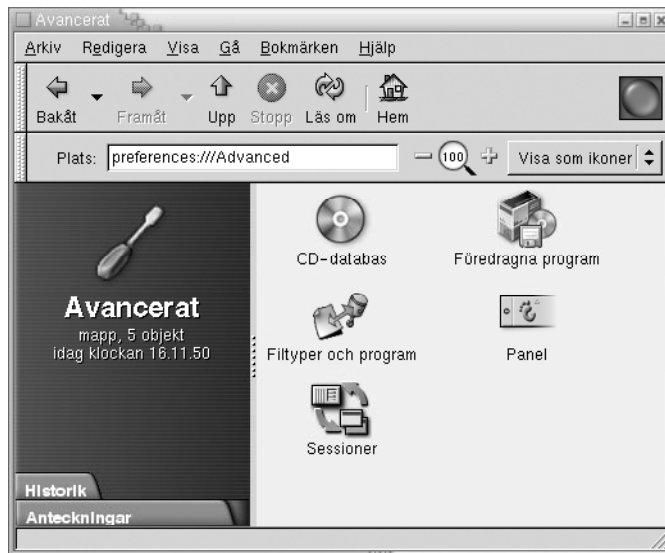 Avancerat
Arkiv Redigera Visa Gå Bokmärken Hjälp
Bakåt Framåt Upp Stopp Läs om Hem
Plats: preferences:///Advanced 100 Visa som ikoner
CD-databas Föredragna program
Avancerat
mapp, 5 objekt
idag klockan 16.11.50
Filtyper och program Panel
Sessioner
Historik
Anteckningar